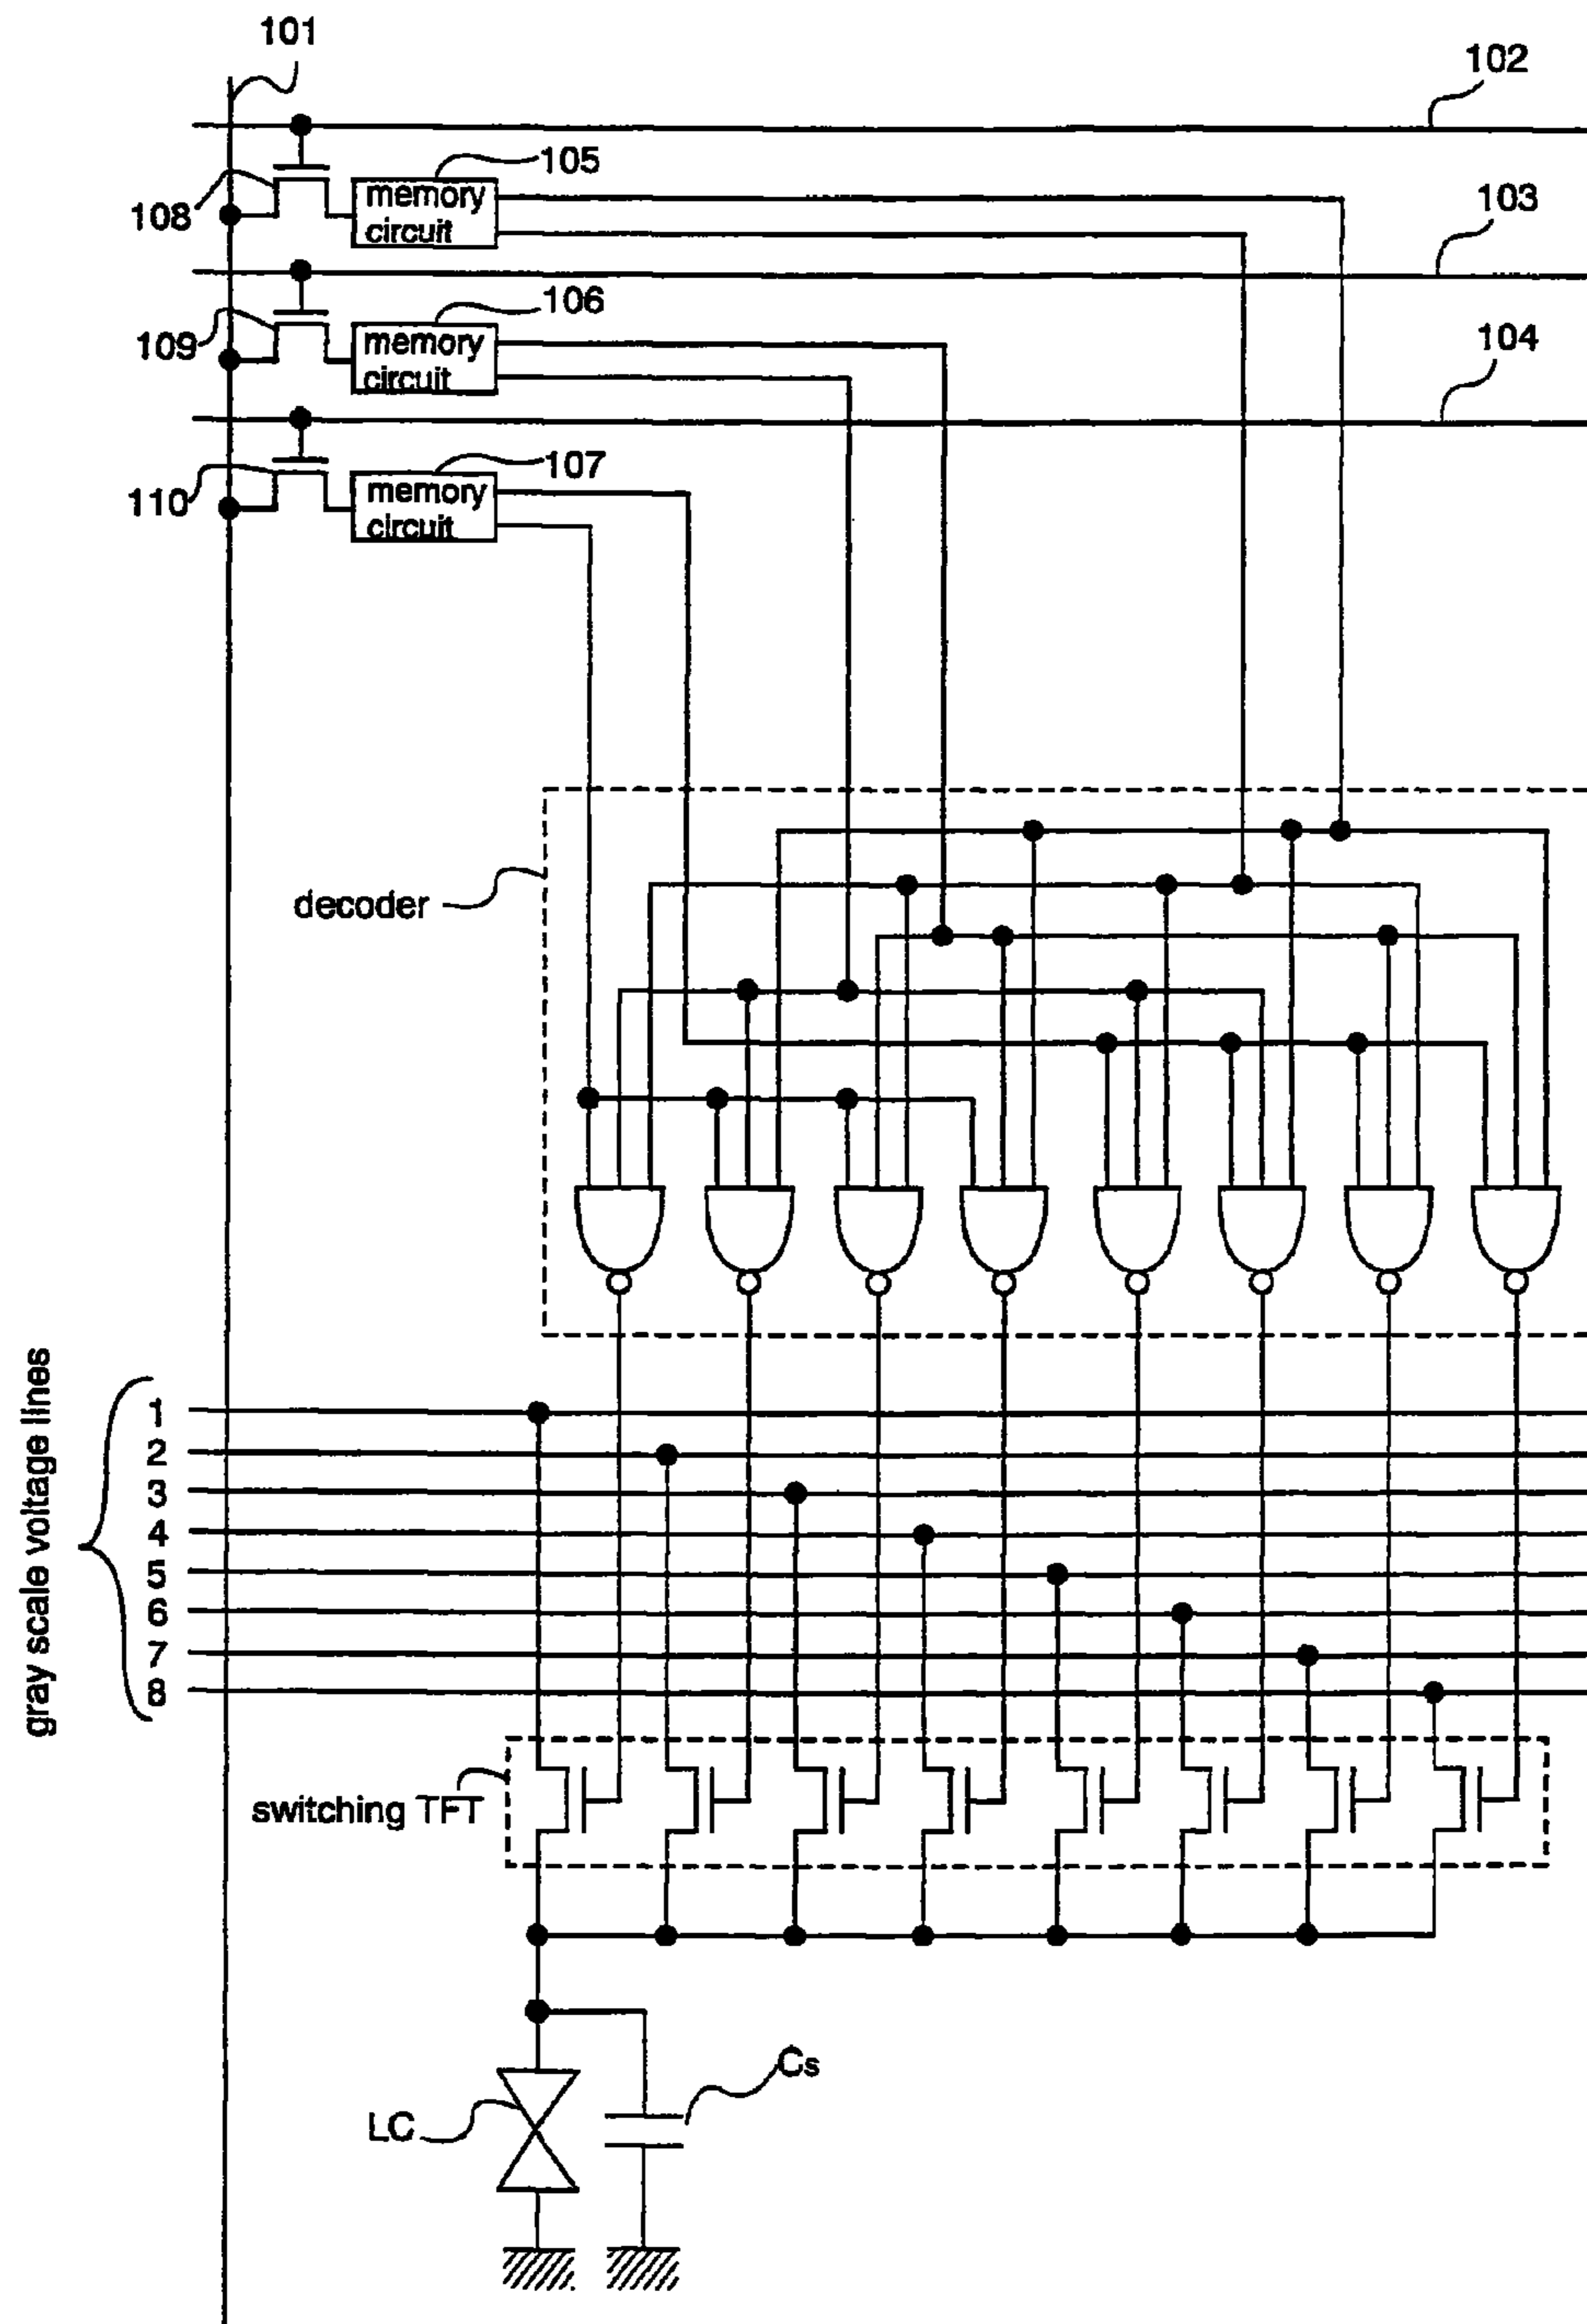 101
102
105
memory
circuit
108
103
106
memory
circuit
109
104
107
memory
circuit
110
decoder
gray scale voltage lines
1
2
3
4
5
6
7
8
switching TFT
Cs
LC